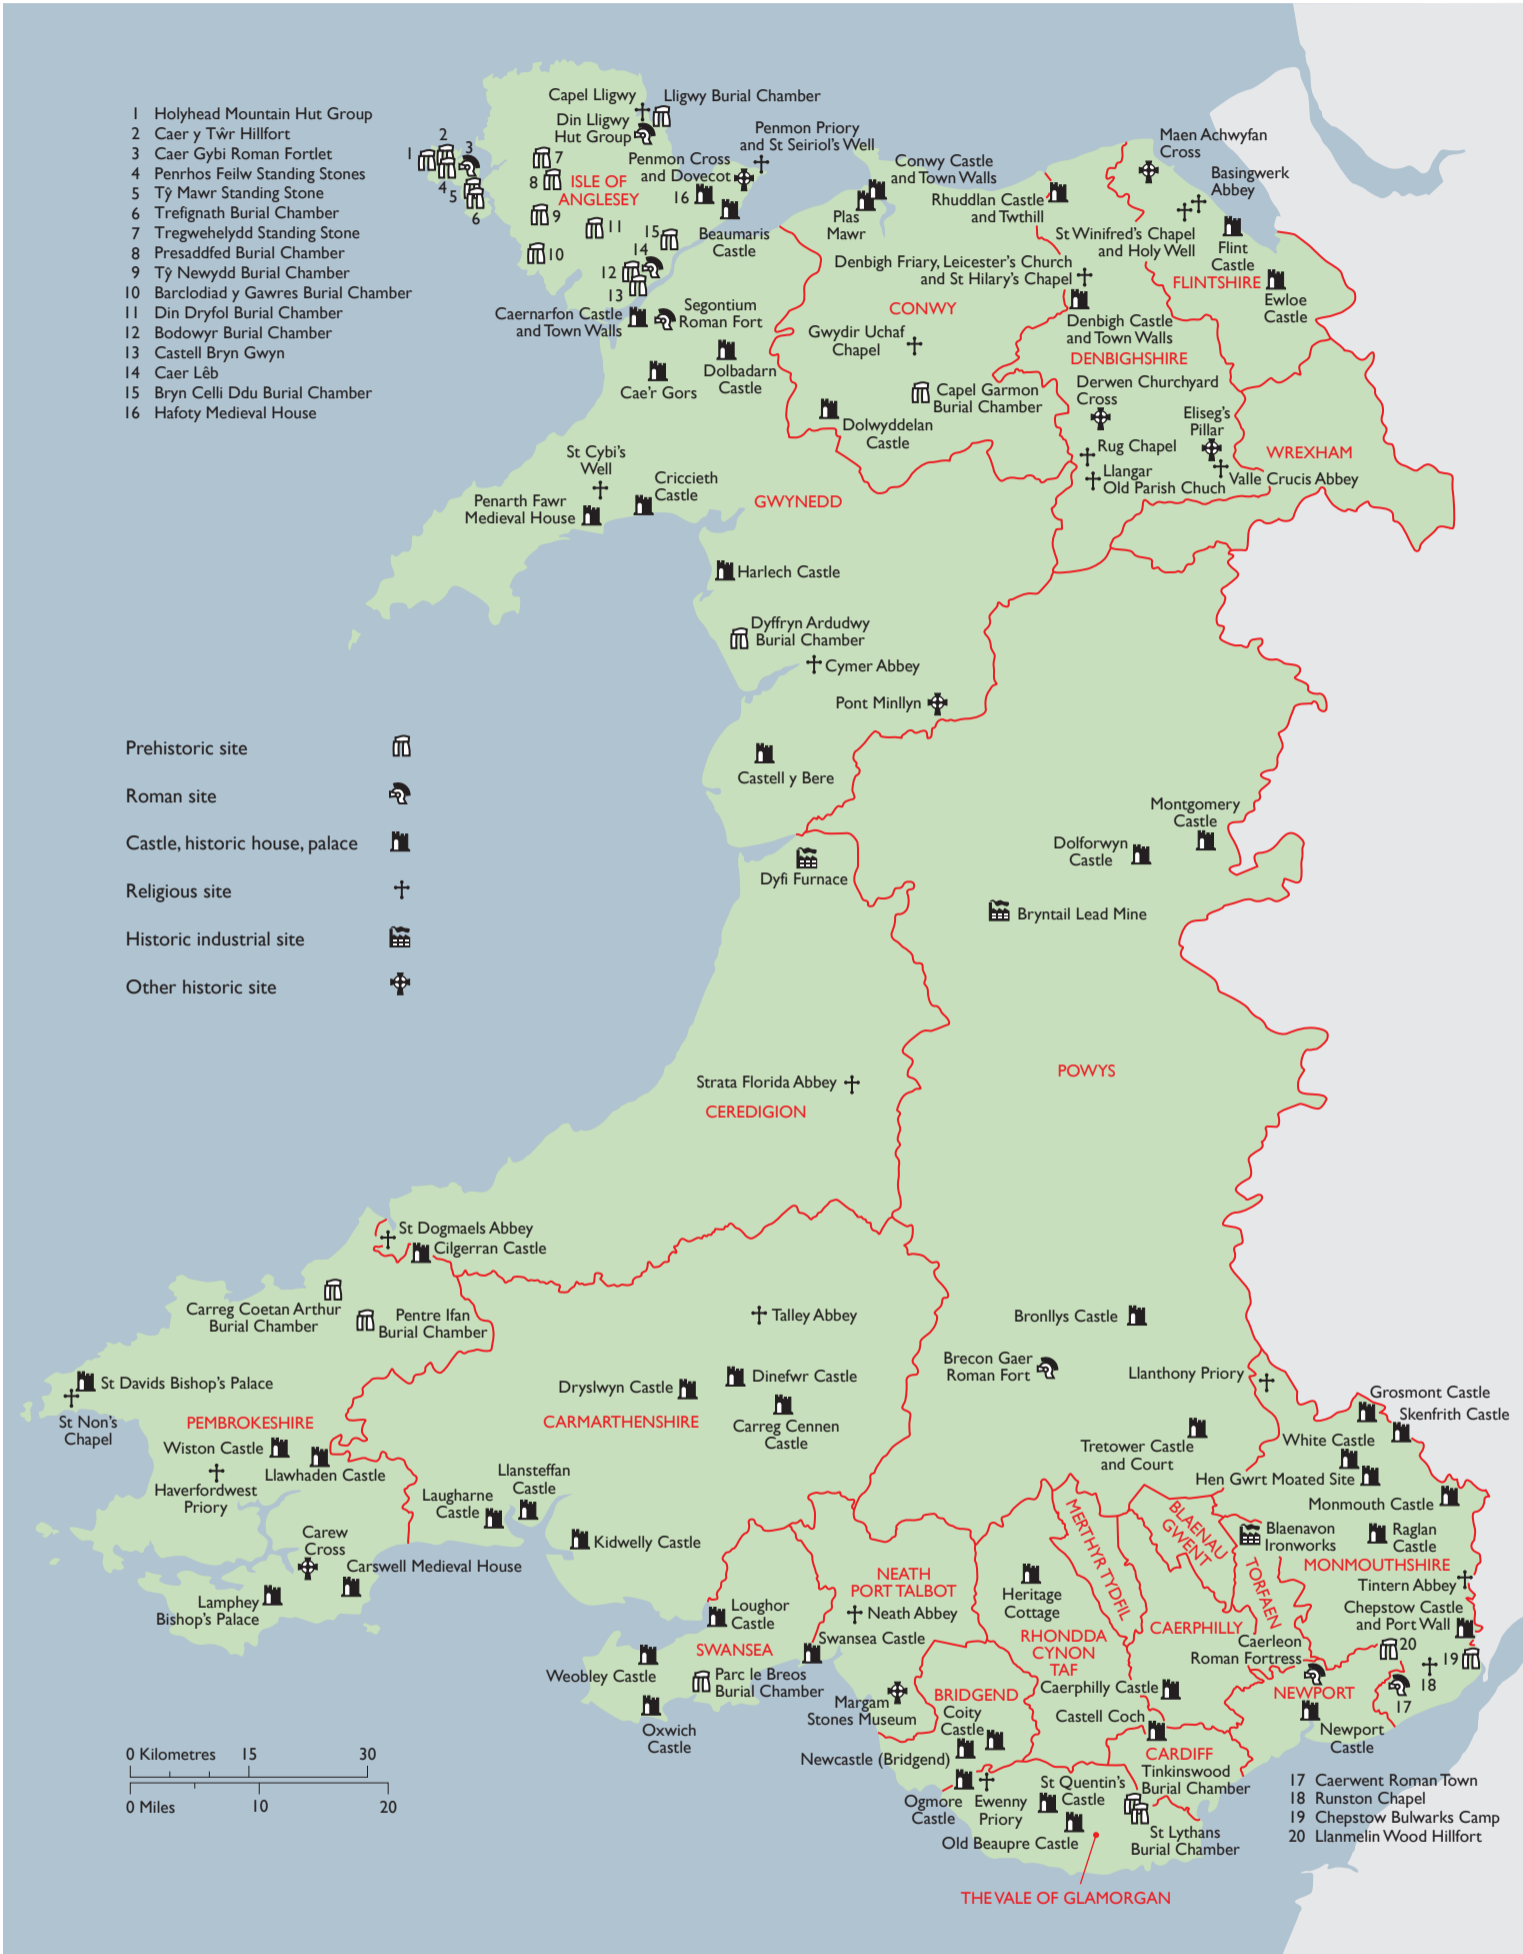 1 Holyhead Mountain Hut Group
2 Caer y Tŵr Hillfort
3 Caer Gybi Roman Fortlet
4 Penrhos Feilw Standing Stones
5 Tŷ Mawr Standing Stone
6 Trefignath Burial Chamber
7 Tregwehelydd Standing Stone
8 Presaddfed Burial Chamber
9 Tŷ Newydd Burial Chamber
10 Barclodiad y Gawres Burial Chamber
11 Din Dryfol Burial Chamber
12 Bodowyr Burial Chamber
13 Castell Bryn Gwyn
14 Caer Lêb
15 Bryn Celli Ddu Burial Chamber
16 Hafoty Medieval House
Capel Lligwy
Lligwy Burial Chamber
Din Lligwy
Hut Group
Penmon Priory
and St Seiriol's Well
Penmon Cross
and Dovecot
1
2
3
4
5
6
7
8
9
10
11
12
13
14
15
16
ISLE OF
ANGLESEY
Beaumaris
Castle
Conwy Castle
and Town Walls
Plas
Mawr
Rhuddlan Castle
and Twthill
Maen Achwyfan
Cross
Basingwerk
Abbey
St Winifred's Chapel
and Holy Well
Flint
Castle
FLINTSHIRE
Ewloe
Castle
Denbigh Friary, Leicester's Church
and St Hilary's Chapel
CONWY
Denbigh Castle
and Town Walls
DENBIGHSHIRE
Caernarfon Castle
and Town Walls
Segontium
Roman Fort
Gwydir Uchaf
Chapel
Cae'r Gors
Dolbadarn
Castle
Capel Garmon
Burial Chamber
Dolwyddelan
Castle
Derwen Churchyard
Cross
Eliseg's
Pillar
Rug Chapel
Llangar
Old Parish Chuch
Valle Crucis Abbey
WREXHAM
St Cybi's
Well
Criccieth
Castle
Penarth Fawr
Medieval House
GWYNEDD
Harlech Castle
Dyffryn Ardudwy
Burial Chamber
Cymer Abbey
Pont Minllyn
Castell y Bere
Prehistoric site
Roman site
Castle, historic house, palace
Religious site
Historic industrial site
Other historic site
Montgomery
Castle
Dolforwyn
Castle
Dyfi Furnace
Bryntail Lead Mine
POWYS
Strata Florida Abbey
CEREDIGION
St Dogmaels Abbey
Cilgerran Castle
Carreg Coetan Arthur
Burial Chamber
Pentre Ifan
Burial Chamber
Talley Abbey
Bronllys Castle
Brecon Gaer
Roman Fort
Llanthony Priory
St Davids Bishop's Palace
St Non's
Chapel
PEMBROKESHIRE
Wiston Castle
Llawhaden Castle
Haverfordwest
Priory
Dryslwyn Castle
Dinefwr Castle
CARMARTHENSHIRE
Carreg Cennen
Castle
Grosmont Castle
Skenfrith Castle
White Castle
Tretower Castle
and Court
Hen Gwrt Moated Site
Monmouth Castle
Llansteffan
Castle
Laugharne
Castle
Kidwelly Castle
Carew
Cross
Carswell Medieval House
Lamphey
Bishop's Palace
MERTHYR TYDFIL
BLAENAU
GWENT
Blaenavon
Ironworks
Raglan
Castle
MONMOUTHSHIRE
TORFAEN
Tintern Abbey
Chepstow Castle
and Port Wall
NEATH
PORT TALBOT
Neath Abbey
Heritage
Cottage
RHONDDA
CYNON
TAF
CAERPHILLY
Caerleon
Roman Fortress
Loughor
Castle
SWANSEA
Swansea Castle
Weobley Castle
Parc le Breos
Burial Chamber
Oxwich
Castle
Margam
Stones Museum
BRIDGEND
Coity
Castle
Newcastle (Bridgend)
Caerphilly Castle
Castell Coch
NEWPORT
Newport
Castle
20
19
18
17
CARDIFF
Tinkinswood
Burial Chamber
Ogmore
Castle
Ewenny
Priory
St Quentin's
Castle
Old Beaupre Castle
St Lythans
Burial Chamber
THE VALE OF GLAMORGAN
0 Kilometres 15 30
0 Miles 10 20
17 Caerwent Roman Town
18 Runston Chapel
19 Chepstow Bulwarks Camp
20 Llanmelin Wood Hillfort